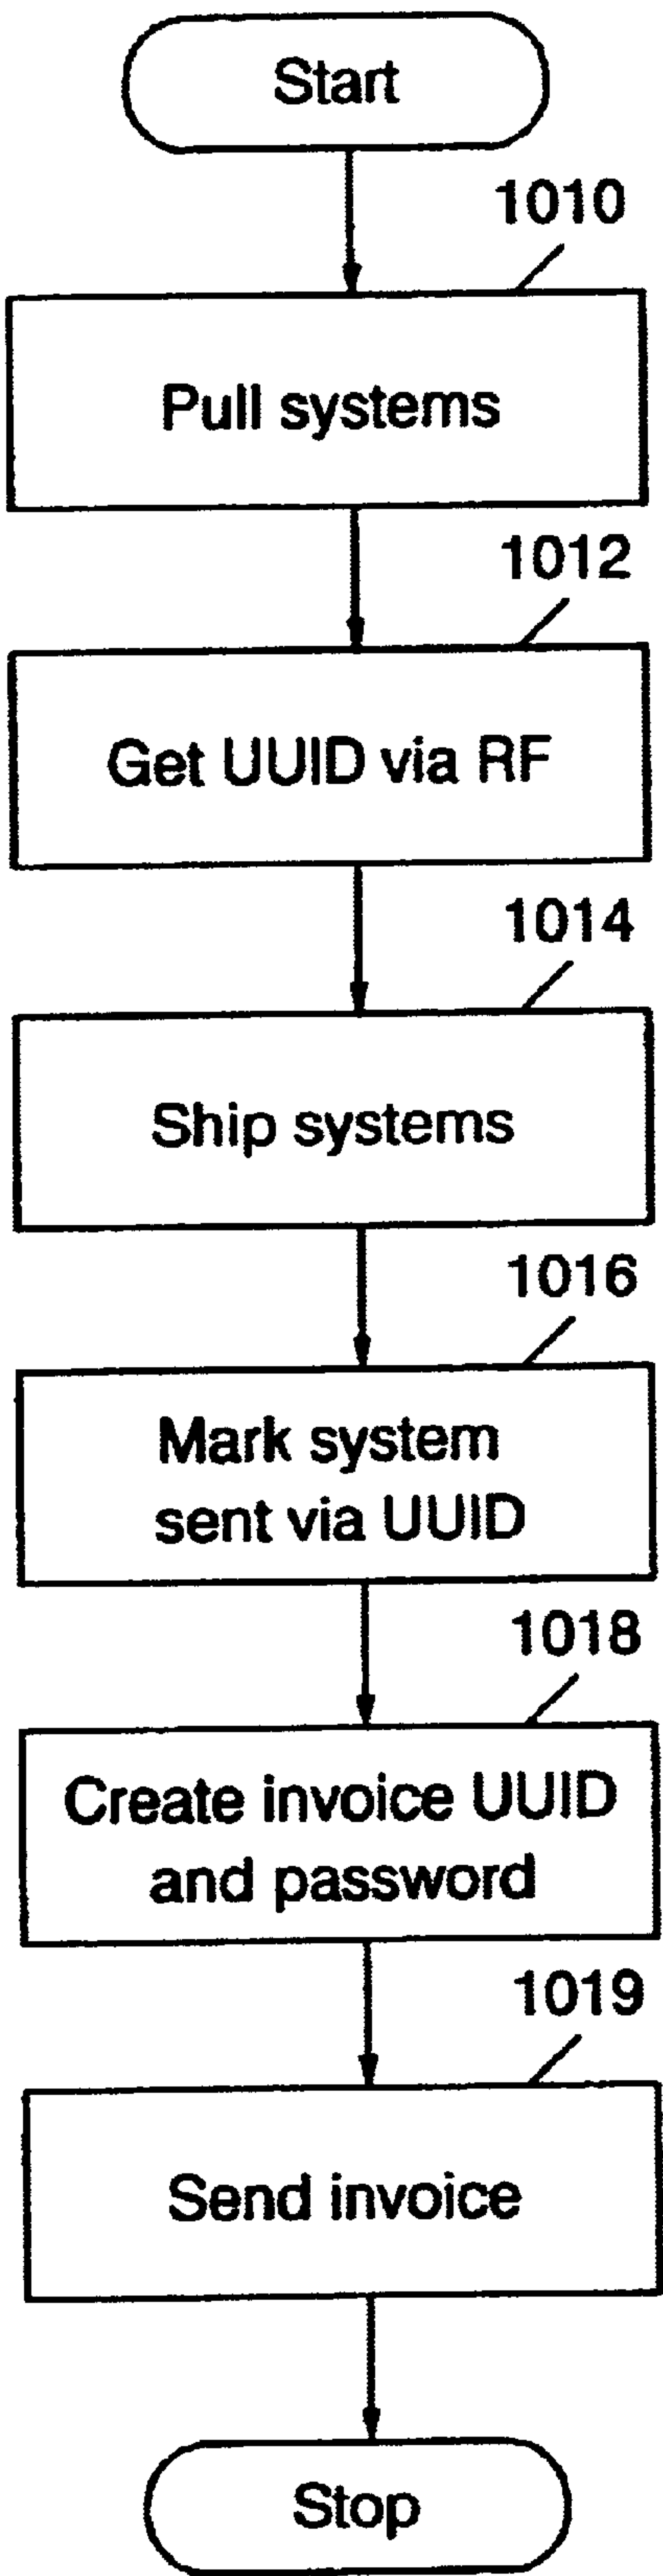 Start
1010
Pull systems
1012
Get UUID via RF
1014
Ship systems
1016
Mark system
sent via UUID
1018
Create invoice UUID
and password
1019
Send invoice
Stop